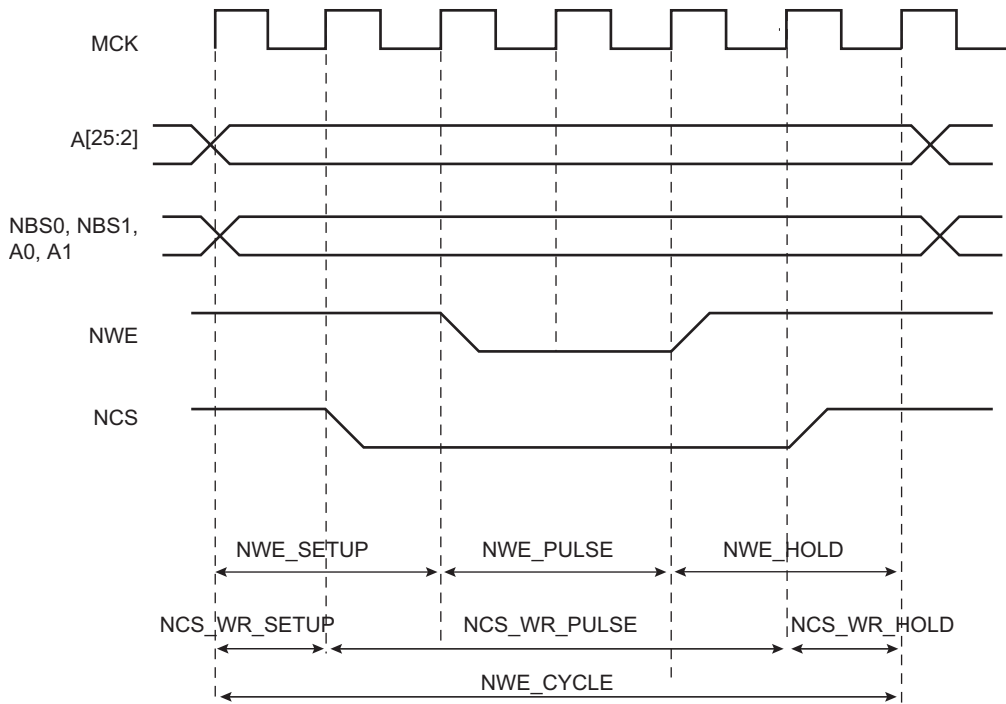 MCK
A[25:2]
NBS0, NBS1,
A0, A1
NWE
NCS
NWE_SETUP
NWE_PULSE
NWE_HOLD
NCS_WR_SETUP
NCS_WR_PULSE
NCS_WR_HOLD
NWE_CYCLE